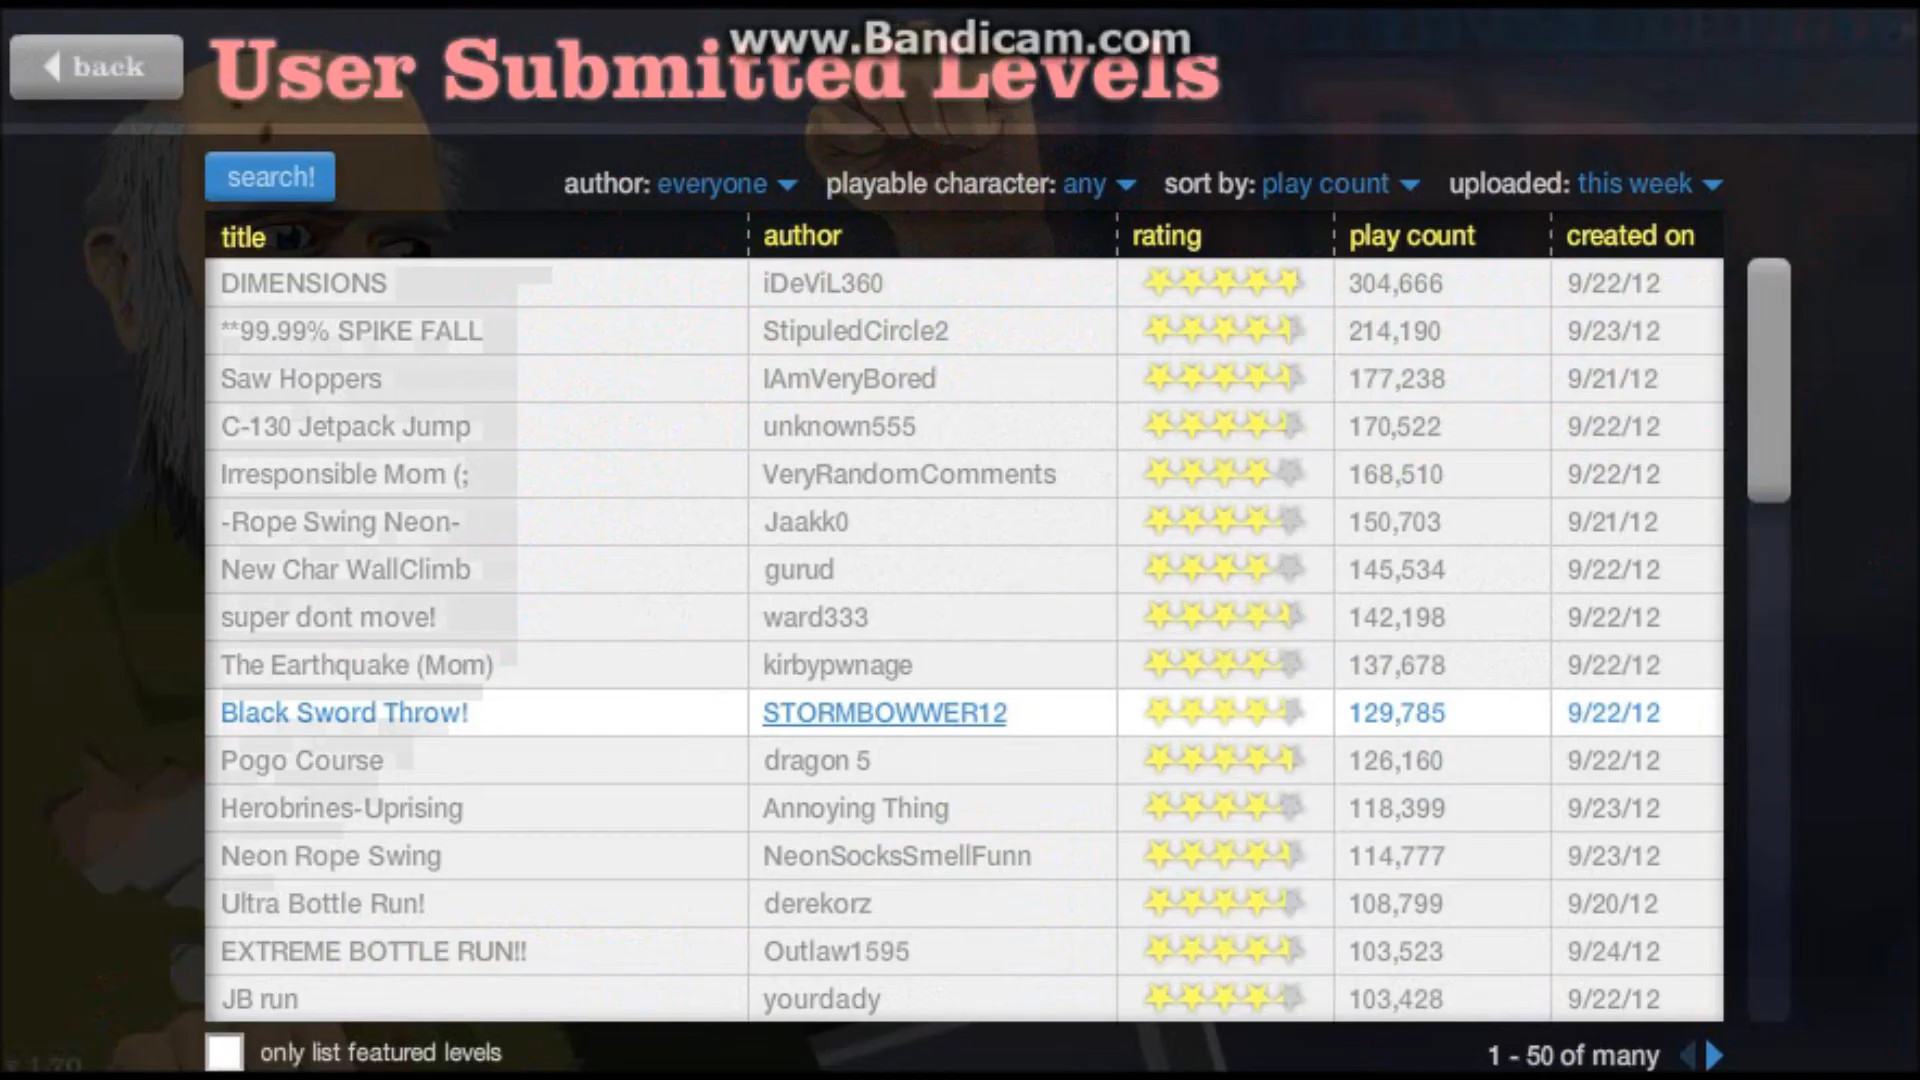 www.Bandicam.com
back
User Submitted Levels
search!
author: everyone playable character: any sort by: play count uploaded: this week
title author rating play count created on
DIMENSIONS iDeViL360 304,666 9/22/12
**99.99% SPIKE FALL StipuledCircle2 214,190 9/23/12
Saw Hoppers IAmVeryBored 177,238 9/21/12
C-130 Jetpack Jump unknown555 170,522 9/22/12
Irresponsible Mom (; VeryRandomComments 168,510 9/22/12
-Rope Swing Neon- Jaakk0 150,703 9/21/12
New Char WallClimb gurud 145,534 9/22/12
super dont move! ward333 142,198 9/22/12
The Earthquake (Mom) kirbypwnage 137,678 9/22/12
Black Sword Throw! STORMBOWWER12 129,785 9/22/12
Pogo Course dragon 5 126,160 9/22/12
Herobrines-Uprising Annoying Thing 118,399 9/23/12
Neon Rope Swing NeonSocksSmellFunn 114,777 9/23/12
Ultra Bottle Run! derekorz 108,799 9/20/12
EXTREME BOTTLE RUN!! Outlaw1595 103,523 9/24/12
JB run yourdady 103,428 9/22/12
only list featured levels 1 - 50 of many
v 1.70